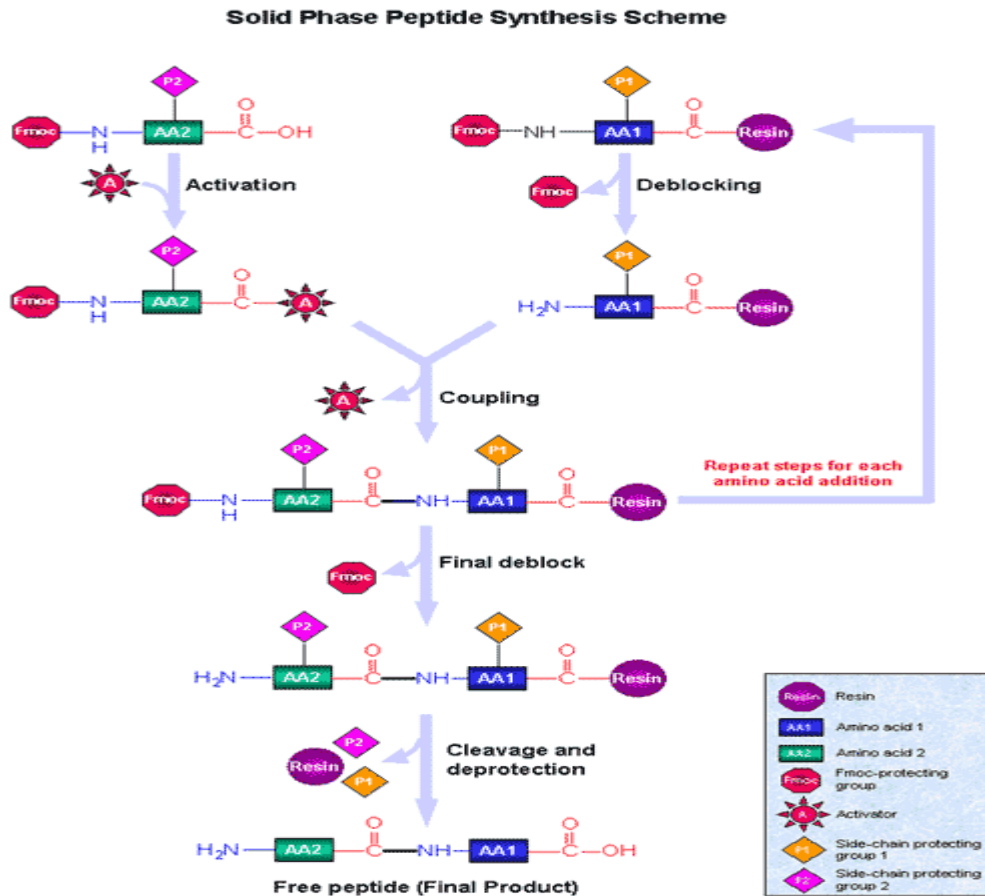 Solid Phase Peptide Synthesis Scheme
P2
P1
Fmoc N H AA2 C O OH
Fmoc NH AA1 C O Resin
A Activation
Fmoc Deblocking
P2
P1
Fmoc N H AA2 C O A
H₂N AA1 C O Resin
A Coupling
P2
P1
Fmoc N H AA2 C O NH AA1 C O Resin
Repeat steps for each
amino acid addition
Fmoc Final deblock
P2
P1
H₂N AA2 C O NH AA1 C O Resin
P2
Resin
P1
Cleavage and
deprotection
H₂N AA2 C O NH AA1 C O OH
Free peptide (Final Product)
Resin Resin
AA1 Amino acid 1
AA2 Amino acid 2
Fmoc Fmoc-protecting
group
A Activator
P1 Side-chain protecting
group 1
P2 Side-chain protecting
group 2